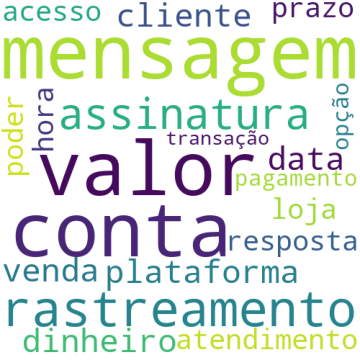 acesso cliente prazo
mensagem
poder hora assinatura opção
transação
valor data
pagamento
conta loja
resposta
venda plataforma
rastreamento
dinheiro atendimento